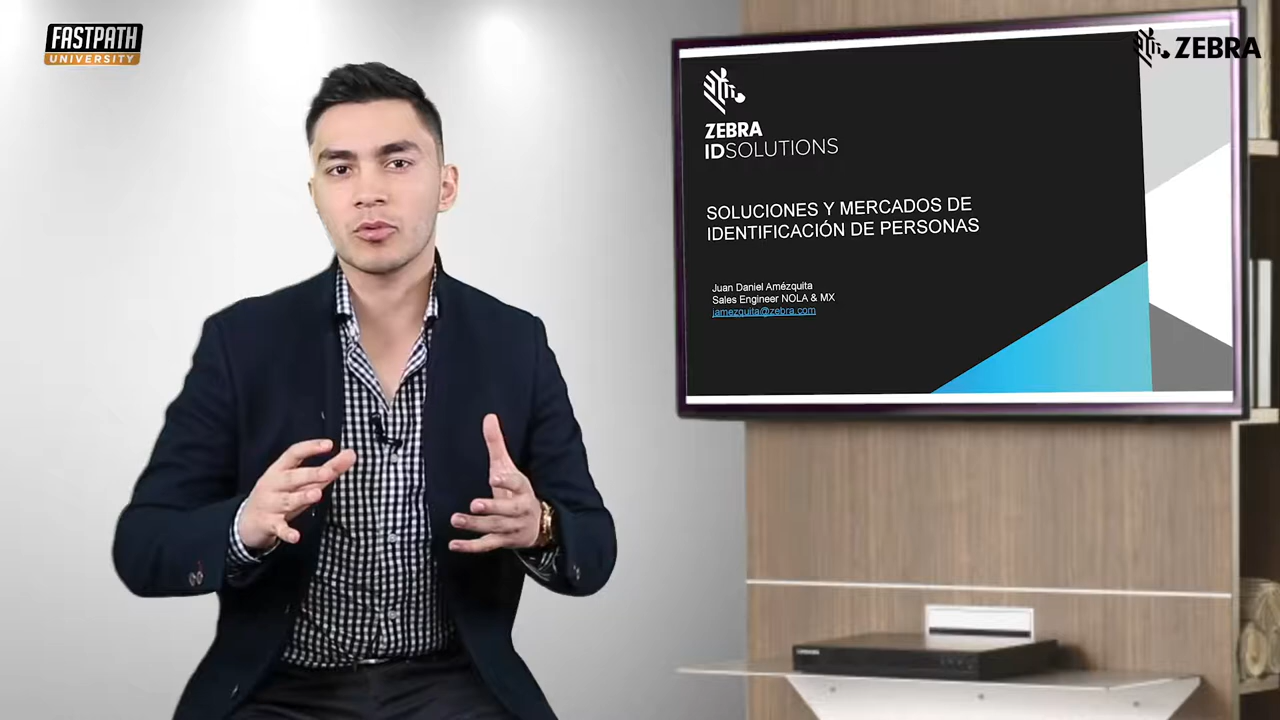 FASTPATH
UNIVERSITY
ZEBRA
ZEBRA
IDSOLUTIONS
SOLUCIONES Y MERCADOS DE
IDENTIFICACIÓN DE PERSONAS
Juan Daniel Amézquita
Sales Engineer NOLA & MX
jamezquita@zebra.com